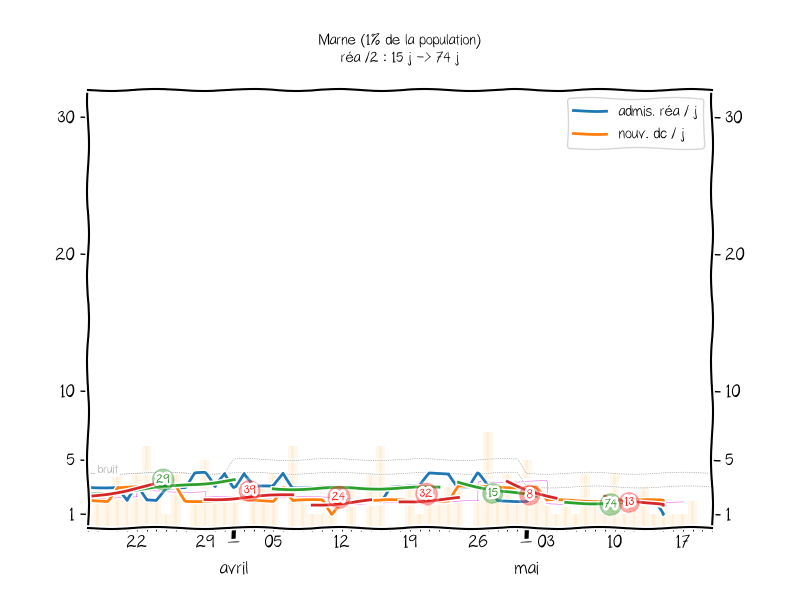 Marne (1% de la population)
réa /2 : 15 j -> 74 j
admis. réa / j
nouv. dc / j
30
30
20
20
10
10
5
5
1
1
bruit
29
39
24
32
15
8
74
13
22 29 05 12 19 26 03 10 17
avril mai